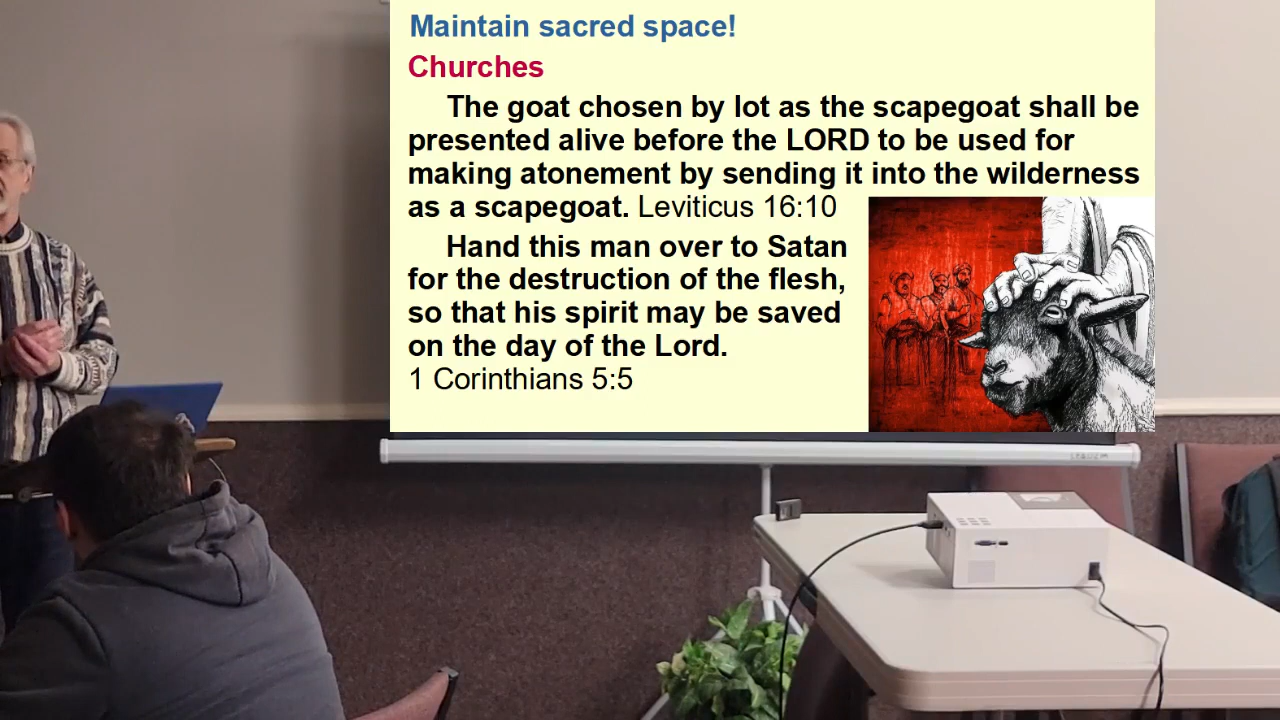 Maintain sacred space!
Churches
The goat chosen by lot as the scapegoat shall be
presented alive before the LORD to be used for
making atonement by sending it into the wilderness
as a scapegoat. Leviticus 16:10
Hand this man over to Satan
for the destruction of the flesh,
so that his spirit may be saved
on the day of the Lord.
1 Corinthians 5:5